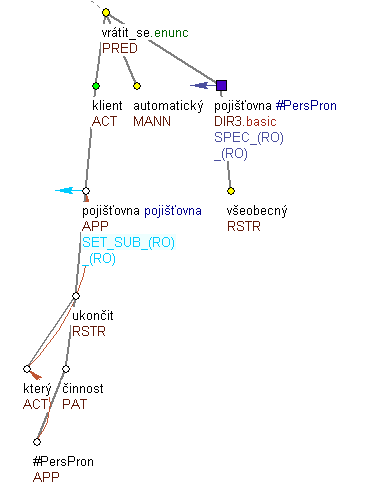 vrátit_se.enunc
PRED
klient
ACT
automatický
MANN
pojišťovna #PersPron
DIR3.basic
SPEC_(RO)
_(RO)
pojišťovna pojišťovna
APP
SET_SUB_(RO)
_(RO)
všeobecný
RSTR
ukončit
RSTR
který
ACT
činnost
PAT
#PersPron
APP